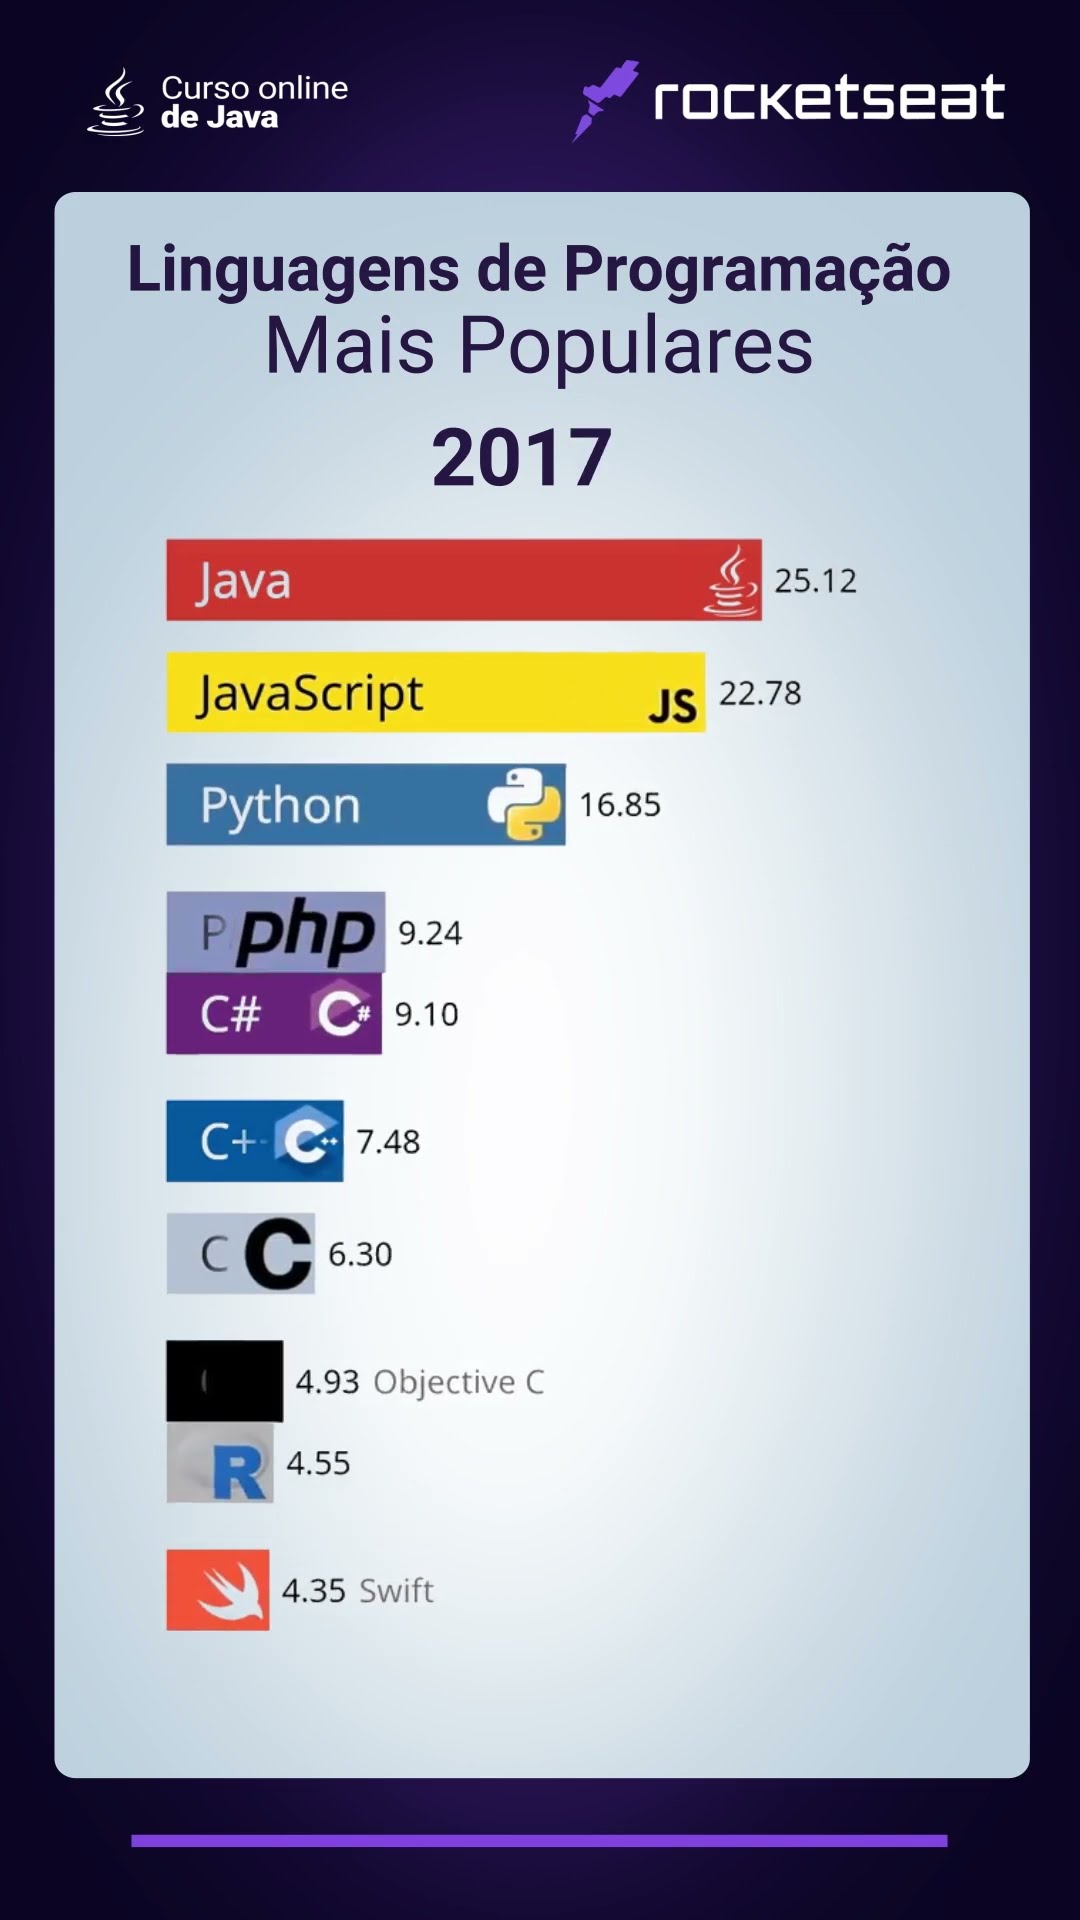 Curso online
de Java
rocketseat
Linguagens de Programação
Mais Populares
2017
Java 25.12
JavaScript JS 22.78
Python 16.85
P php 9.24
C# C# 9.10
C+ C++ 7.48
C C 6.30
4.93 Objective C
R 4.55
4.35 Swift